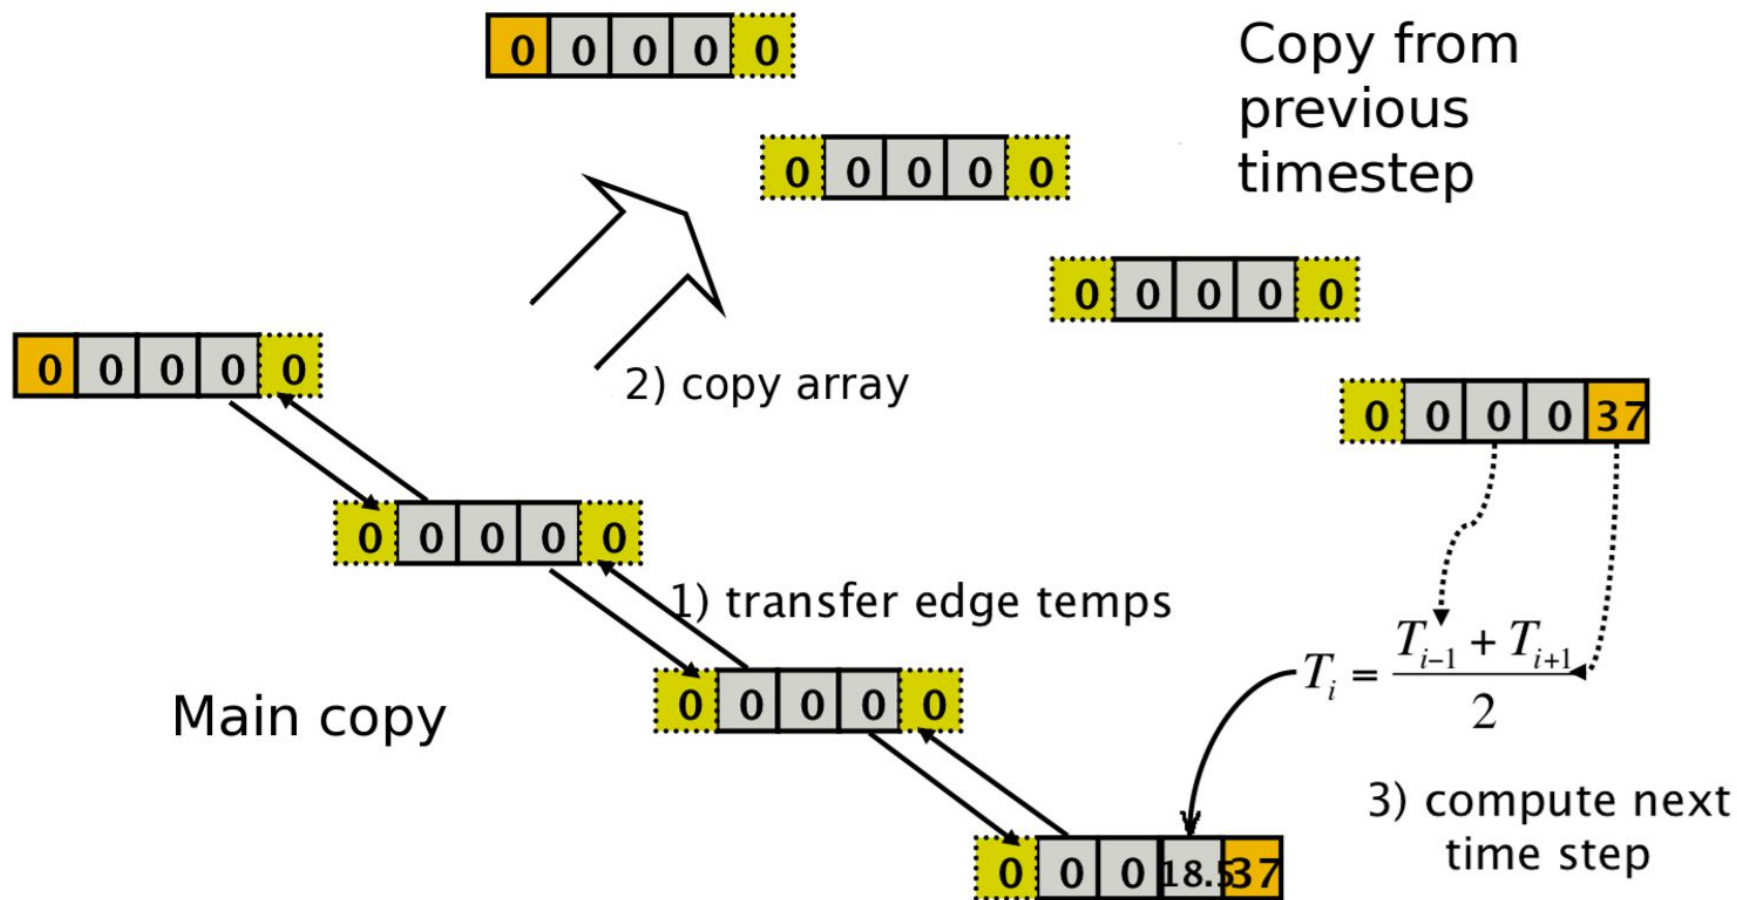 0 0 0 0 0
Copy from
previous
timestep
0 0 0 0 0
0 0 0 0 0
0 0 0 0 0
2) copy array
0 0 0 0 37
0 0 0 0 0
1) transfer edge temps
T_i = (T_{i-1} + T_{i+1}) / 2
0 0 0 0 0
Main copy
3) compute next
time step
0 0 0 18.5 37